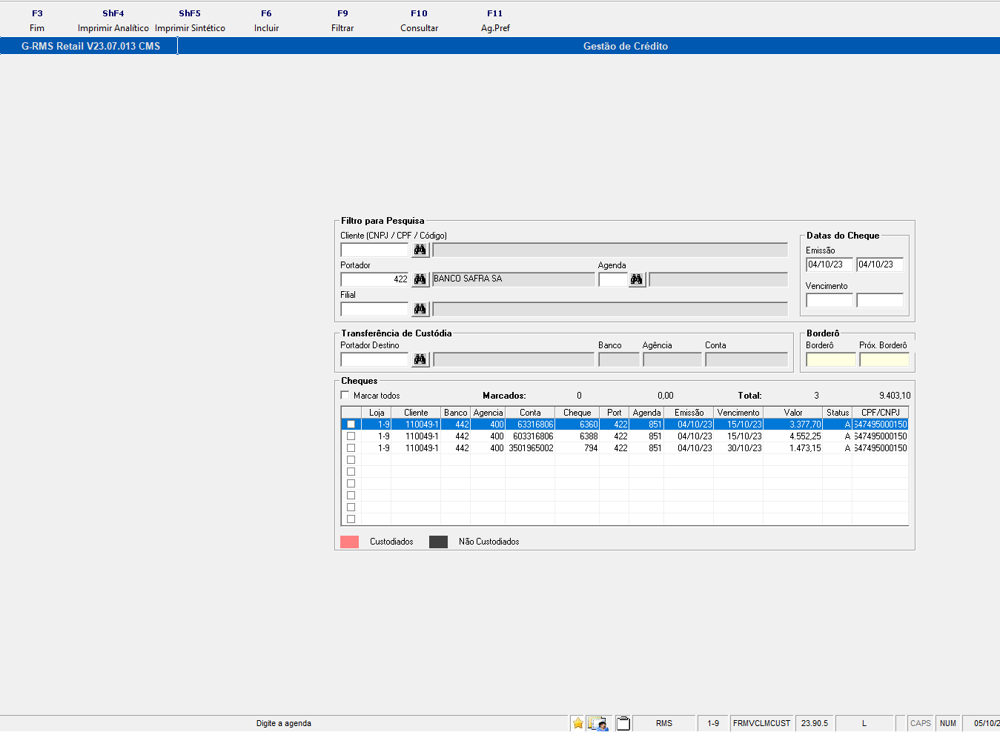 F3 ShF4 ShF5 F6 F9 F10 F11
Fim Imprimir Analítico Imprimir Sintético Incluir Filtrar Consultar Ag.Pref
G-RMS Retail V23.07.013 CMS Gestão de Crédito
Filtro para Pesquisa
Cliente (CNPJ / CPF / Código)
Portador Agenda
422 BANCO SAFRA SA
Filial
Datas do Cheque
Emissão
04/10/23 04/10/23
Vencimento
Transferência de Custódia
Portador Destino Banco Agência Conta
Borderô
Borderô Próx. Borderô
Cheques
Marcar todos Marcados: 0 0,00 Total: 3 9.403,10
Loja Cliente Banco Agencia Conta Cheque Port Agenda Emissão Vencimento Valor Status CPF/CNPJ
1-9 110049-1 442 400 63316806 6360 422 851 04/10/23 15/10/23 3.377,70 A 547495000150
1-9 110049-1 442 400 603316806 6388 422 851 04/10/23 15/10/23 4.552,25 A 547495000150
1-9 110049-1 442 400 3501965002 794 422 851 04/10/23 30/10/23 1.473,15 A 547495000150
Custodiados Não Custodiados
Digite a agenda RMS 1-9 FRMVCLMCUST 23.90.5 L CAPS NUM 05/10/2